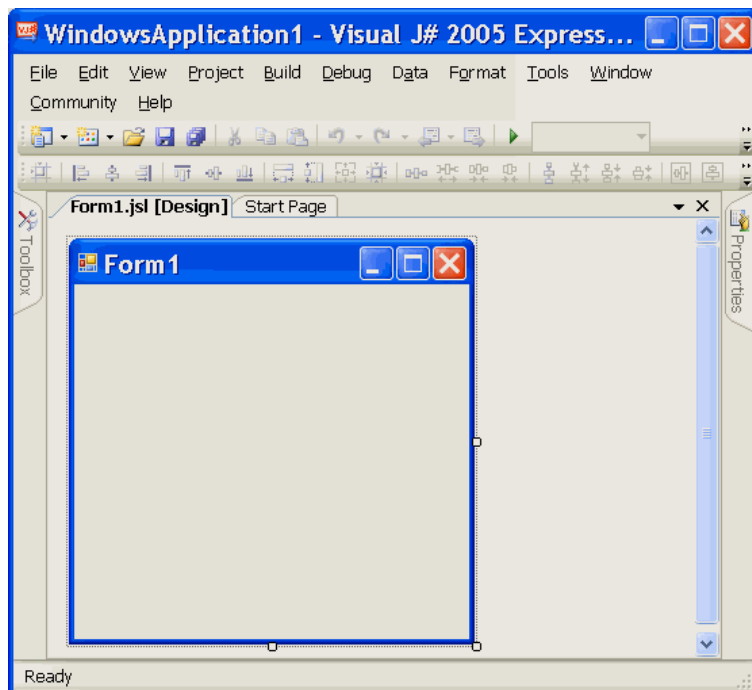 WindowsApplication1 - Visual J# 2005 Express...
File Edit View Project Build Debug Data Format Tools Window
Community Help
Form1.jsl [Design] Start Page
Toolbox
Properties
Form1
Ready